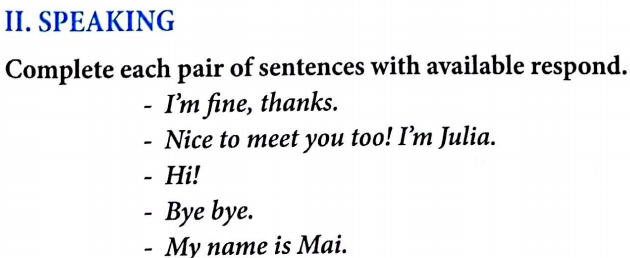 II. SPEAKING
Complete each pair of sentences with available respond.
- I'm fine, thanks.
- Nice to meet you too! I'm Julia.
- Hi!
- Bye bye.
- My name is Mai.